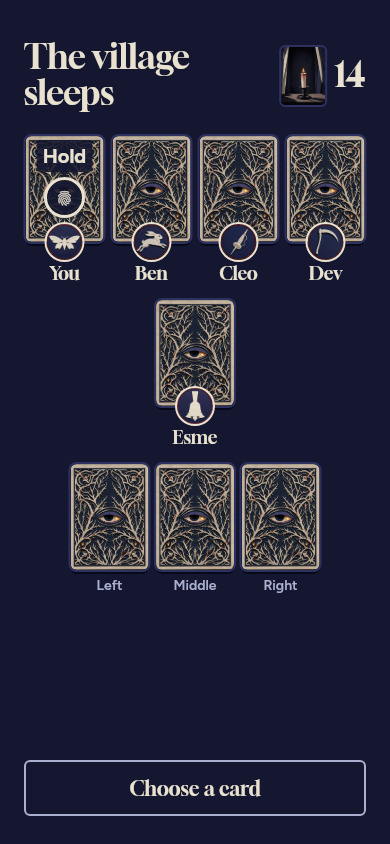 The village
sleeps
14
Hold
You
Ben
Cleo
Dev
Esme
Left
Middle
Right
Choose a card